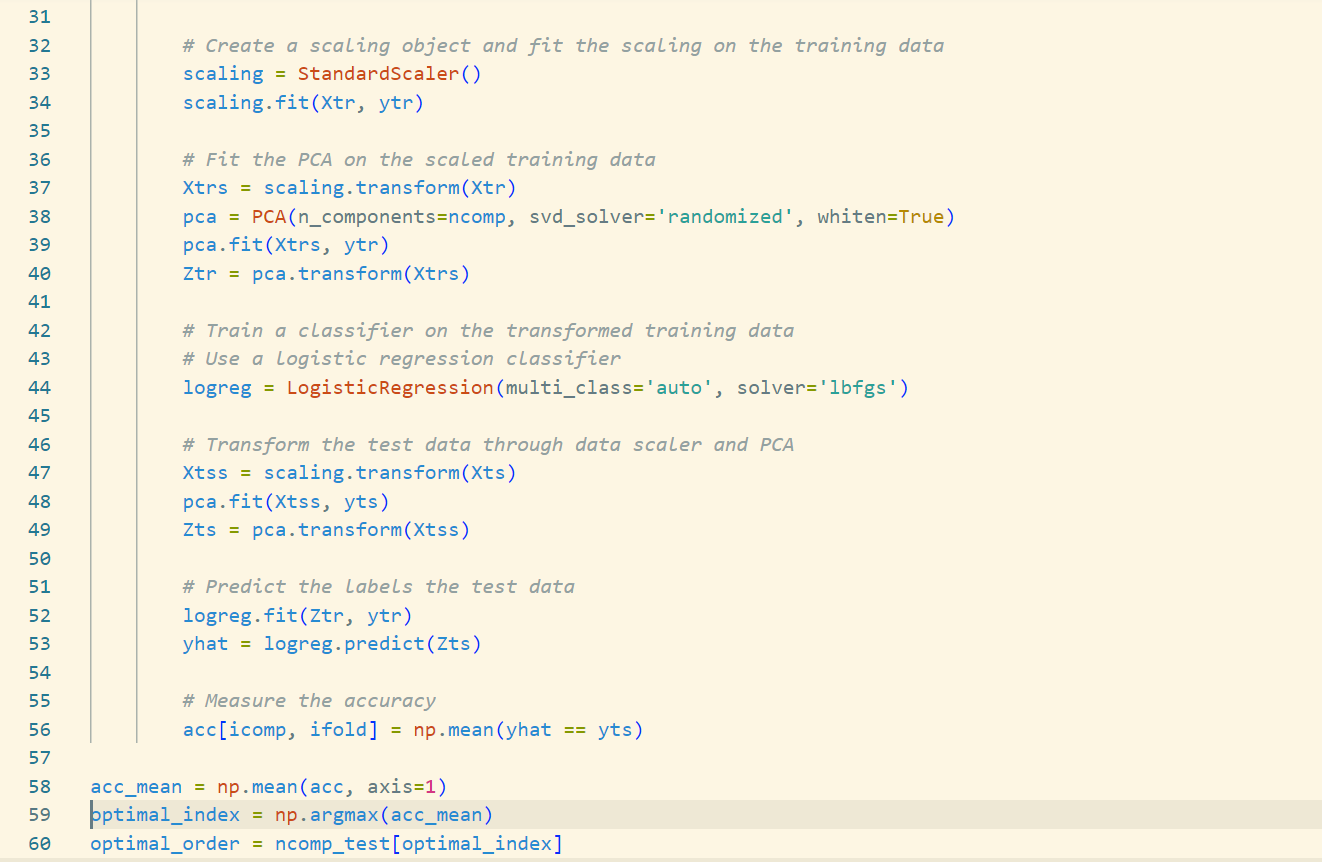 31
32 # Create a scaling object and fit the scaling on the training data
33 scaling = StandardScaler()
34 scaling.fit(Xtr, ytr)
35
36 # Fit the PCA on the scaled training data
37 Xtrs = scaling.transform(Xtr)
38 pca = PCA(n_components=ncomp, svd_solver='randomized', whiten=True)
39 pca.fit(Xtrs, ytr)
40 Ztr = pca.transform(Xtrs)
41
42 # Train a classifier on the transformed training data
43 # Use a logistic regression classifier
44 logreg = LogisticRegression(multi_class='auto', solver='lbfgs')
45
46 # Transform the test data through data scaler and PCA
47 Xtss = scaling.transform(Xts)
48 pca.fit(Xtss, yts)
49 Zts = pca.transform(Xtss)
50
51 # Predict the labels the test data
52 logreg.fit(Ztr, ytr)
53 yhat = logreg.predict(Zts)
54
55 # Measure the accuracy
56 acc[icomp, ifold] = np.mean(yhat == yts)
57
58 acc_mean = np.mean(acc, axis=1)
59 optimal_index = np.argmax(acc_mean)
60 optimal_order = ncomp_test[optimal_index]